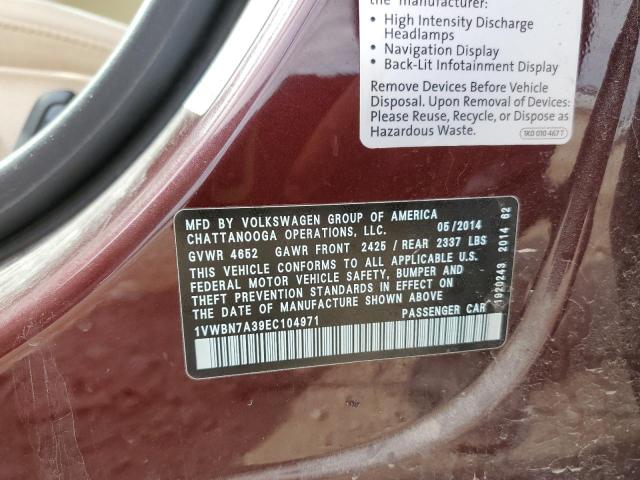 the manufacturer:
• High Intensity Discharge
Headlamps
• Navigation Display
• Back-Lit Infotainment Display
Remove Devices Before Vehicle
Disposal. Upon Removal of Devices:
Please Reuse, Recycle, or Dispose as
Hazardous Waste.
1K0 010 467 T
MFD BY VOLKSWAGEN GROUP OF AMERICA
CHATTANOOGA OPERATIONS, LLC. 05/2014
GVWR 4652 GAWR FRONT 2425 / REAR 2337 LBS
THIS VEHICLE CONFORMS TO ALL APPLICABLE U.S.
FEDERAL MOTOR VEHICLE SAFETY, BUMPER AND
THEFT PREVENTION STANDARDS IN EFFECT ON
THE DATE OF MANUFACTURE SHOWN ABOVE
1VWBN7A39EC104971 PASSENGER CAR
1920243 2014 02